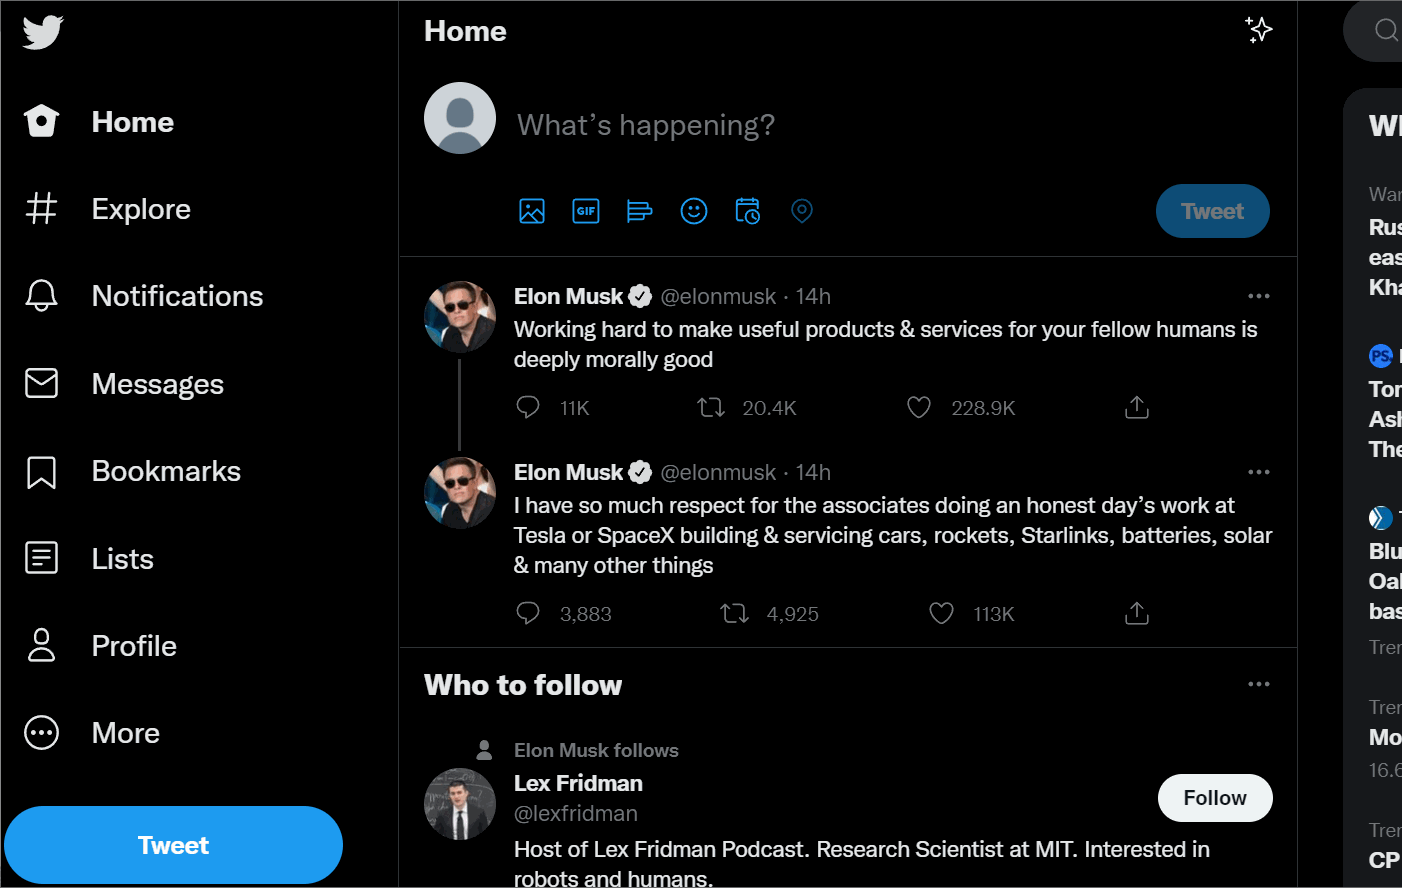 Home
Explore
Notifications
Messages
Bookmarks
Lists
Profile
More
Tweet
Home
What’s happening?
GIF
Tweet
Elon Musk @elonmusk · 14h
Working hard to make useful products & services for your fellow humans is
deeply morally good
11K 20.4K 228.9K
Elon Musk @elonmusk · 14h
I have so much respect for the associates doing an honest day’s work at
Tesla or SpaceX building & servicing cars, rockets, Starlinks, batteries, solar
& many other things
3,883 4,925 113K
Who to follow
Elon Musk follows
Lex Fridman
@lexfridman
Follow
Host of Lex Fridman Podcast. Research Scientist at MIT. Interested in
robots and humans.
Wh
War
Rus
eas
Kha
PS
Tor
Ash
The
Blu
Oak
bas
Tren
Tren
Mo
16.6
Tren
CP